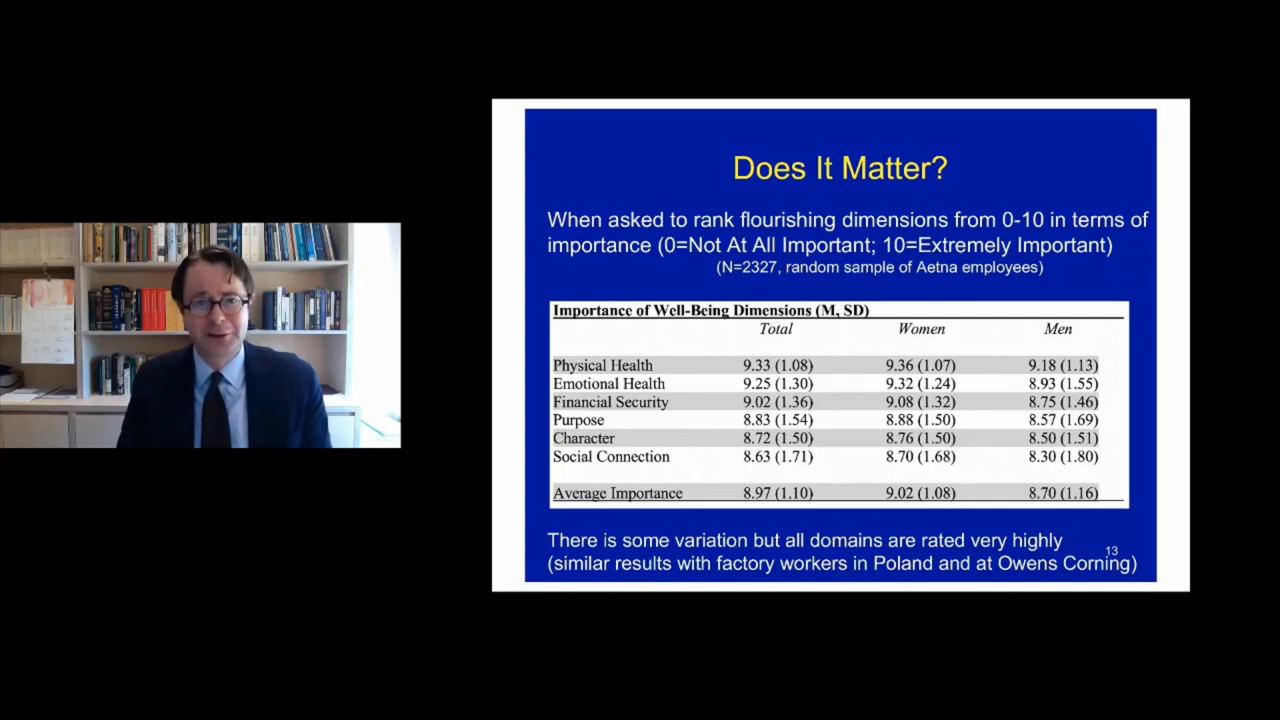 Does It Matter?
When asked to rank flourishing dimensions from 0-10 in terms of
importance (0=Not At All Important; 10=Extremely Important)
(N=2327, random sample of Aetna employees)
Importance of Well-Being Dimensions (M, SD)
Total Women Men
Physical Health 9.33 (1.08) 9.36 (1.07) 9.18 (1.13)
Emotional Health 9.25 (1.30) 9.32 (1.24) 8.93 (1.55)
Financial Security 9.02 (1.36) 9.08 (1.32) 8.75 (1.46)
Purpose 8.83 (1.54) 8.88 (1.50) 8.57 (1.69)
Character 8.72 (1.50) 8.76 (1.50) 8.50 (1.51)
Social Connection 8.63 (1.71) 8.70 (1.68) 8.30 (1.80)
Average Importance 8.97 (1.10) 9.02 (1.08) 8.70 (1.16)
There is some variation but all domains are rated very highly
13
(similar results with factory workers in Poland and at Owens Corning)